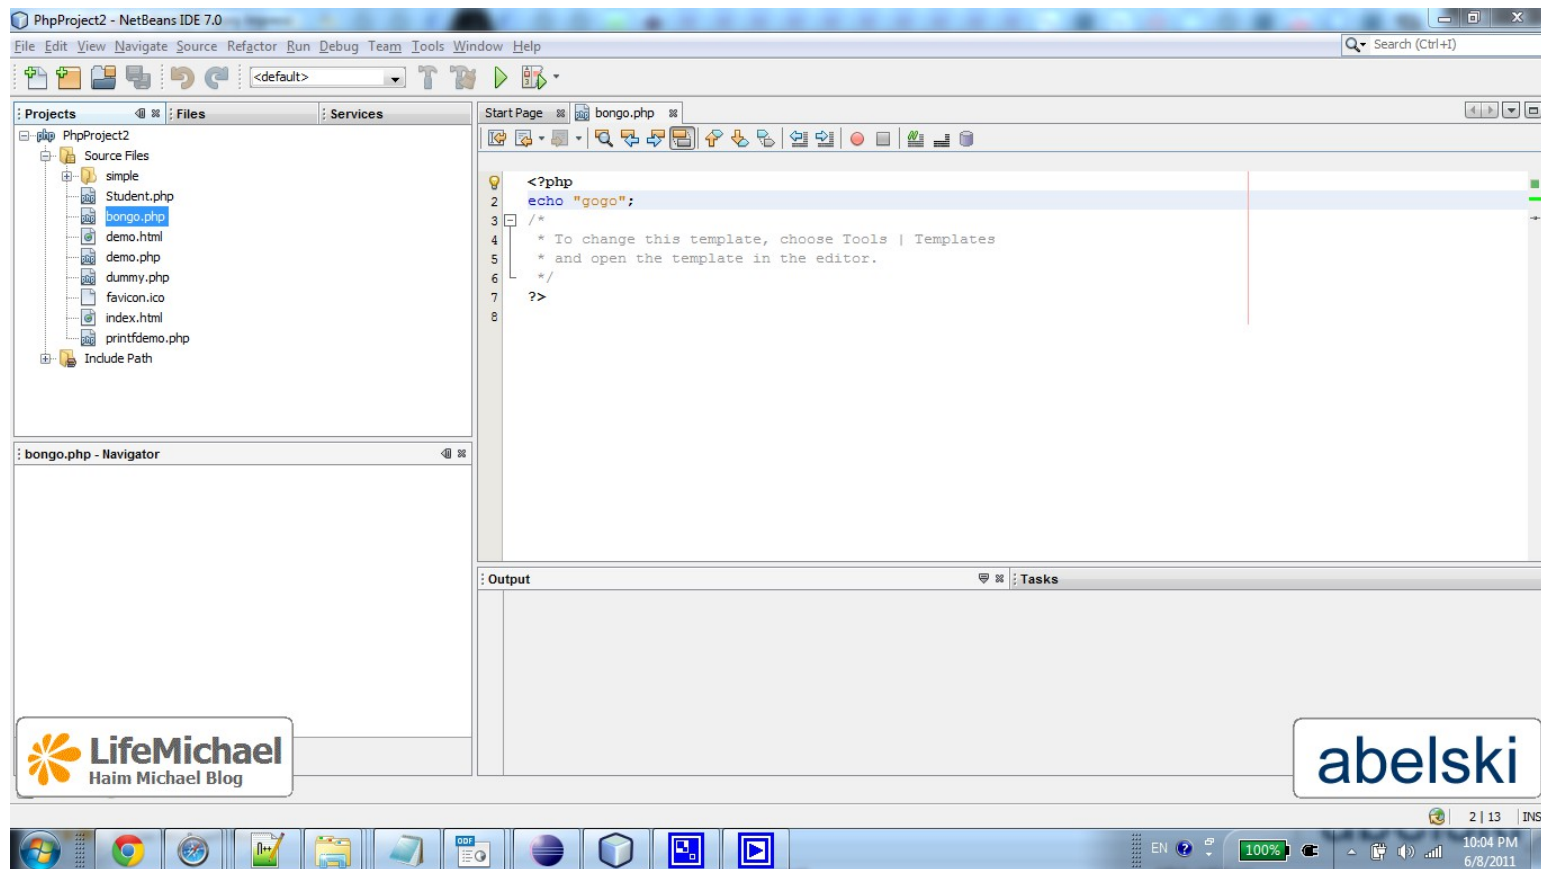 PhpProject2 - NetBeans IDE 7.0
File Edit View Navigate Source Refactor Run Debug Team Tools Window Help
Search (Ctrl+I)
<default>
Projects Files Services
Start Page bongo.php
PhpProject2
Source Files
simple
Student.php
bongo.php
demo.html
demo.php
dummy.php
favicon.ico
index.html
printfdemo.php
Include Path
<?php
2 echo "gogo";
3 /*
4 * To change this template, choose Tools | Templates
5 * and open the template in the editor.
6 */
7 ?>
8
bongo.php - Navigator
Output
Tasks
LifeMichael
Haim Michael Blog
abelski
2 | 13 INS
EN
100%
10:04 PM
6/8/2011